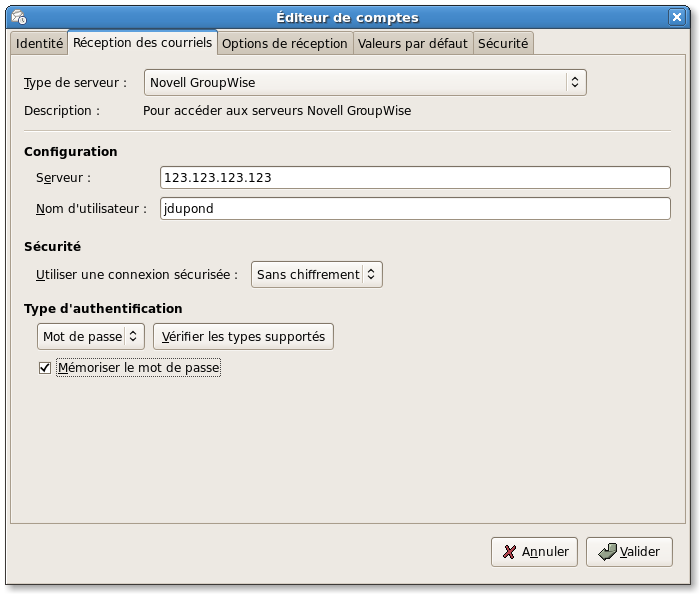 Éditeur de comptes
Identité Réception des courriels Options de réception Valeurs par défaut Sécurité
Type de serveur : Novell GroupWise
Description : Pour accéder aux serveurs Novell GroupWise
Configuration
Serveur : 123.123.123.123
Nom d'utilisateur : jdupond
Sécurité
Utiliser une connexion sécurisée : Sans chiffrement
Type d'authentification
Mot de passe Vérifier les types supportés
Mémoriser le mot de passe
Annuler Valider